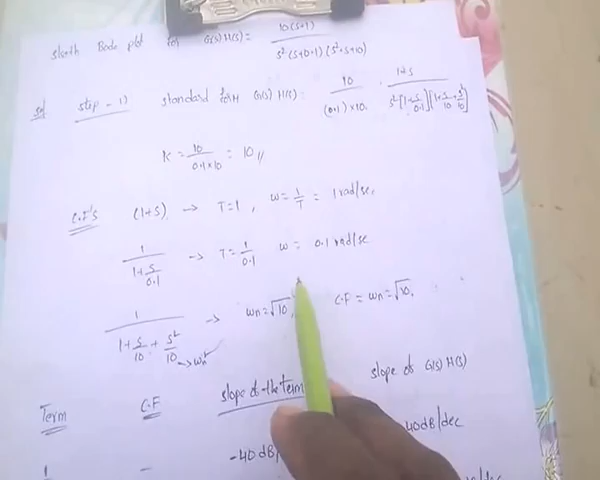 sketh Bode plot for G(s)H(s) = 10(s+1) / s²(s+0.1)(s²+s+10)
sol step-1) standard form G(s)H(s) = 10 / (0.1)×10 · 1+s / s²[1+s/0.1][1+s/10+s²/10]
K = 10 / 0.1×10 = 10 //
C.F's (1+s) → T=1, ω = 1/T = 1 rad/sec
1 / 1+s/0.1 → T = 1/0.1 ω = 0.1 rad/sec
1 / 1+s/10+s²/10 → ωn = √10, C.F = ωn = √10,
→ ωn²
Term C.F slope of the term slope of G(s)H(s)
1 – -40dB/ 40dB/dec